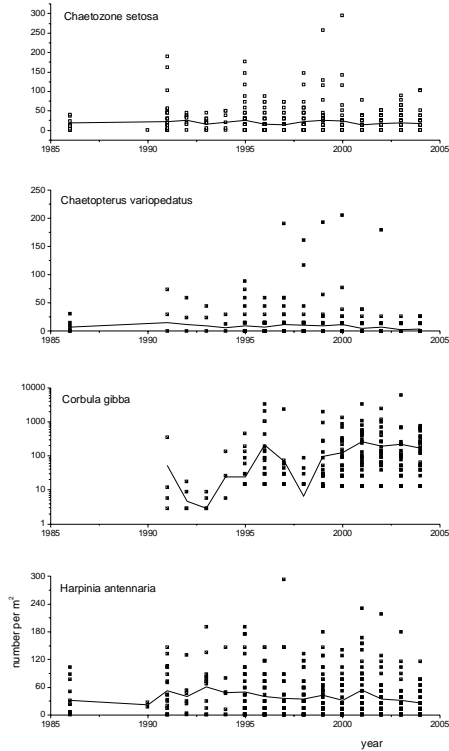 Chaetozone setosa
300
250
200
150
100
50
0
1985 1990 1995 2000 2005
Chaetopterus variopedatus
250
200
150
100
50
0
1985 1990 1995 2000 2005
Corbula gibba
10000
1000
100
10
1
1985 1990 1995 2000 2005
Harpinia antennaria
number per m²
300
240
180
120
60
0
1985 1990 1995 2000 2005
year